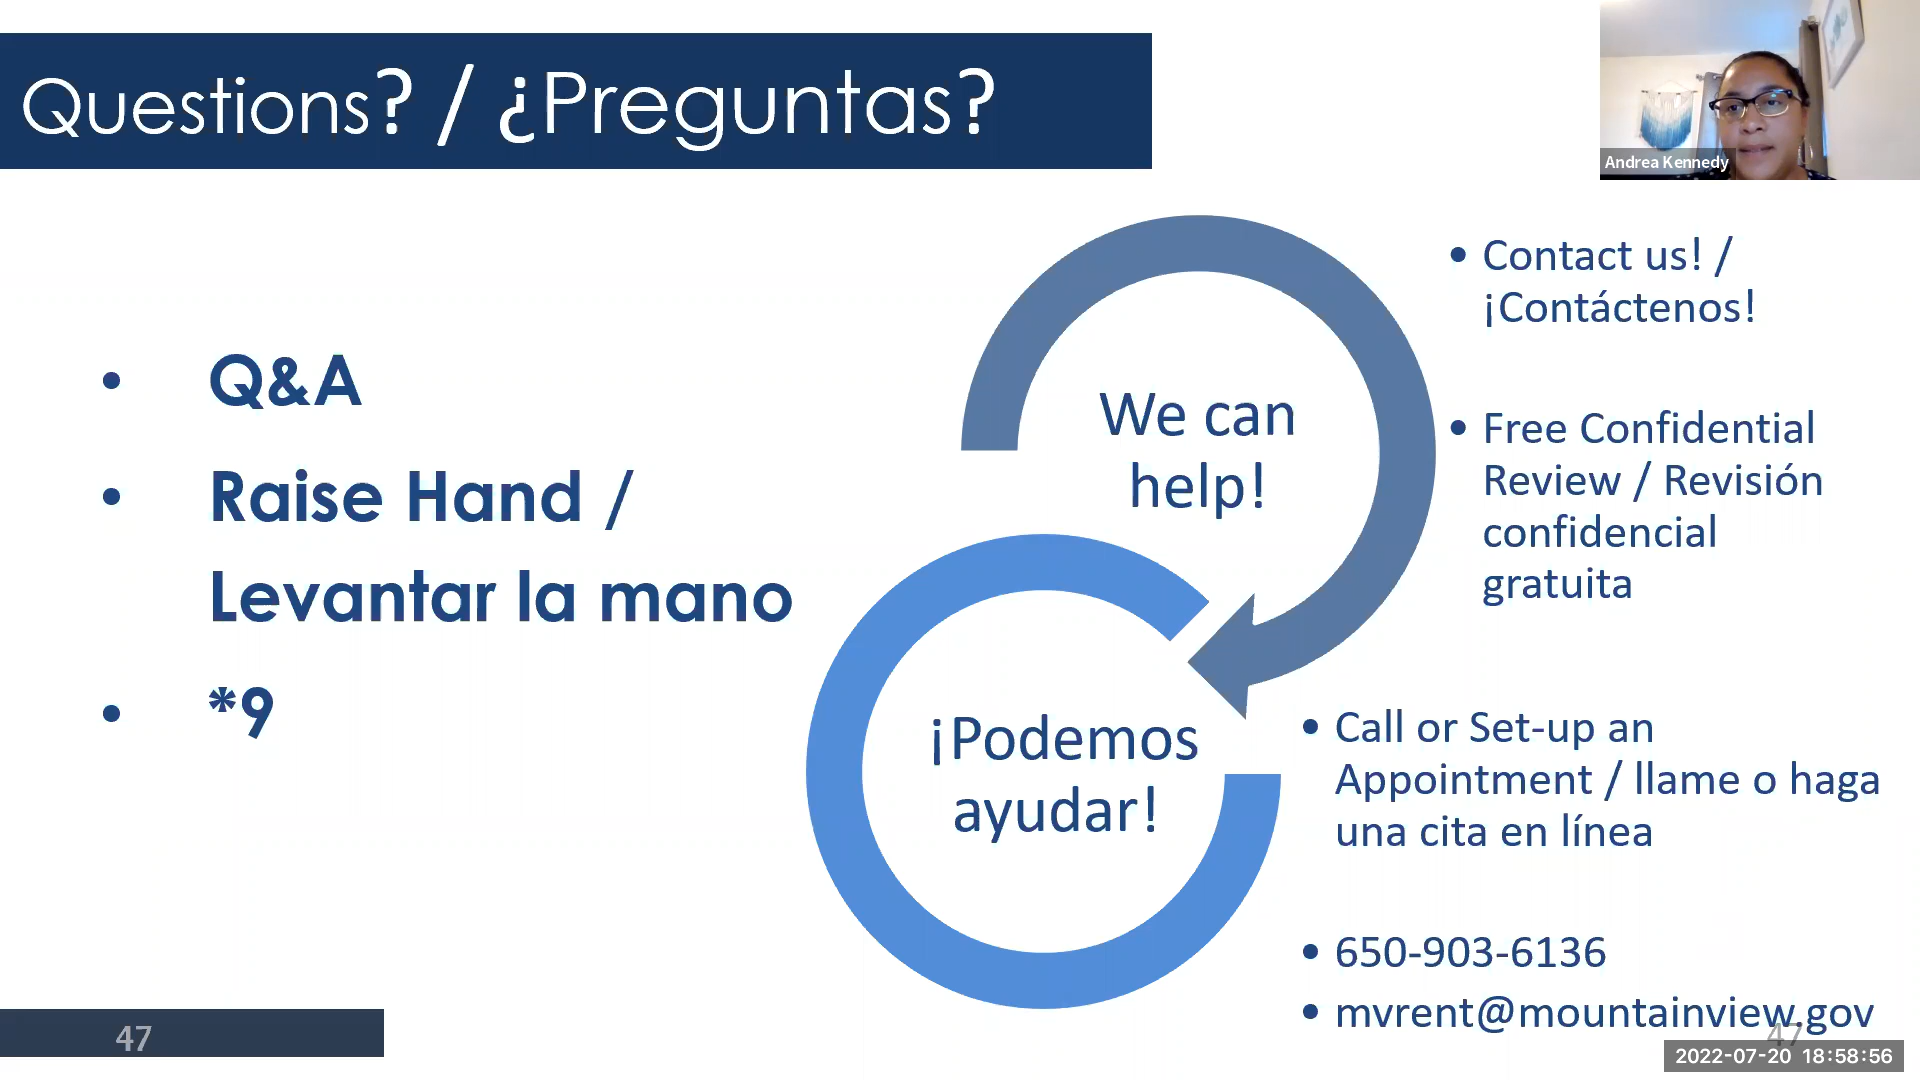 Questions? / ¿Preguntas?
Andrea Kennedy
• Q&A
• Raise Hand /
Levantar la mano
• *9
We can
help!
¡Podemos
ayudar!
• Contact us! /
¡Contáctenos!
• Free Confidential
Review / Revisión
confidencial
gratuita
• Call or Set-up an
Appointment / llame o haga
una cita en línea
• 650-903-6136
• mvrent@mountainview.gov
47
47
2022-07-20 18:58:56